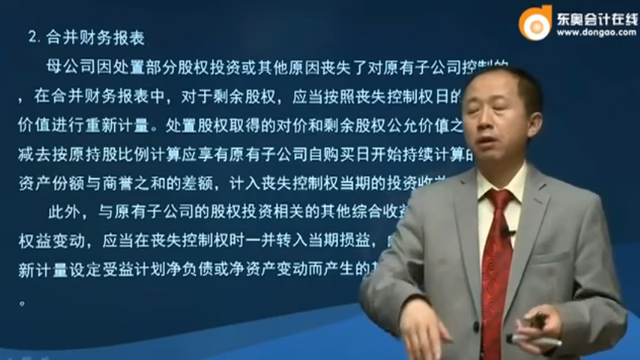 东奥会计在线
www.dongao.com
2.合并财务报表
母公司因处置部分股权投资或其他原因丧失了对原有子公司控制的
，在合并财务报表中，对于剩余股权，应当按照丧失控制权日的
价值进行重新计量。处置股权取得的对价和剩余股权公允价值之
减去按原持股比例计算应享有原有子公司自购买日开始持续计算的
资产份额与商誉之和的差额，计入丧失控制权当期的投资收
此外，与原有子公司的股权投资相关的其他综合收
权益变动，应当在丧失控制权时一并转入当期损益，
新计量设定受益计划净负债或净资产变动而产生的
。